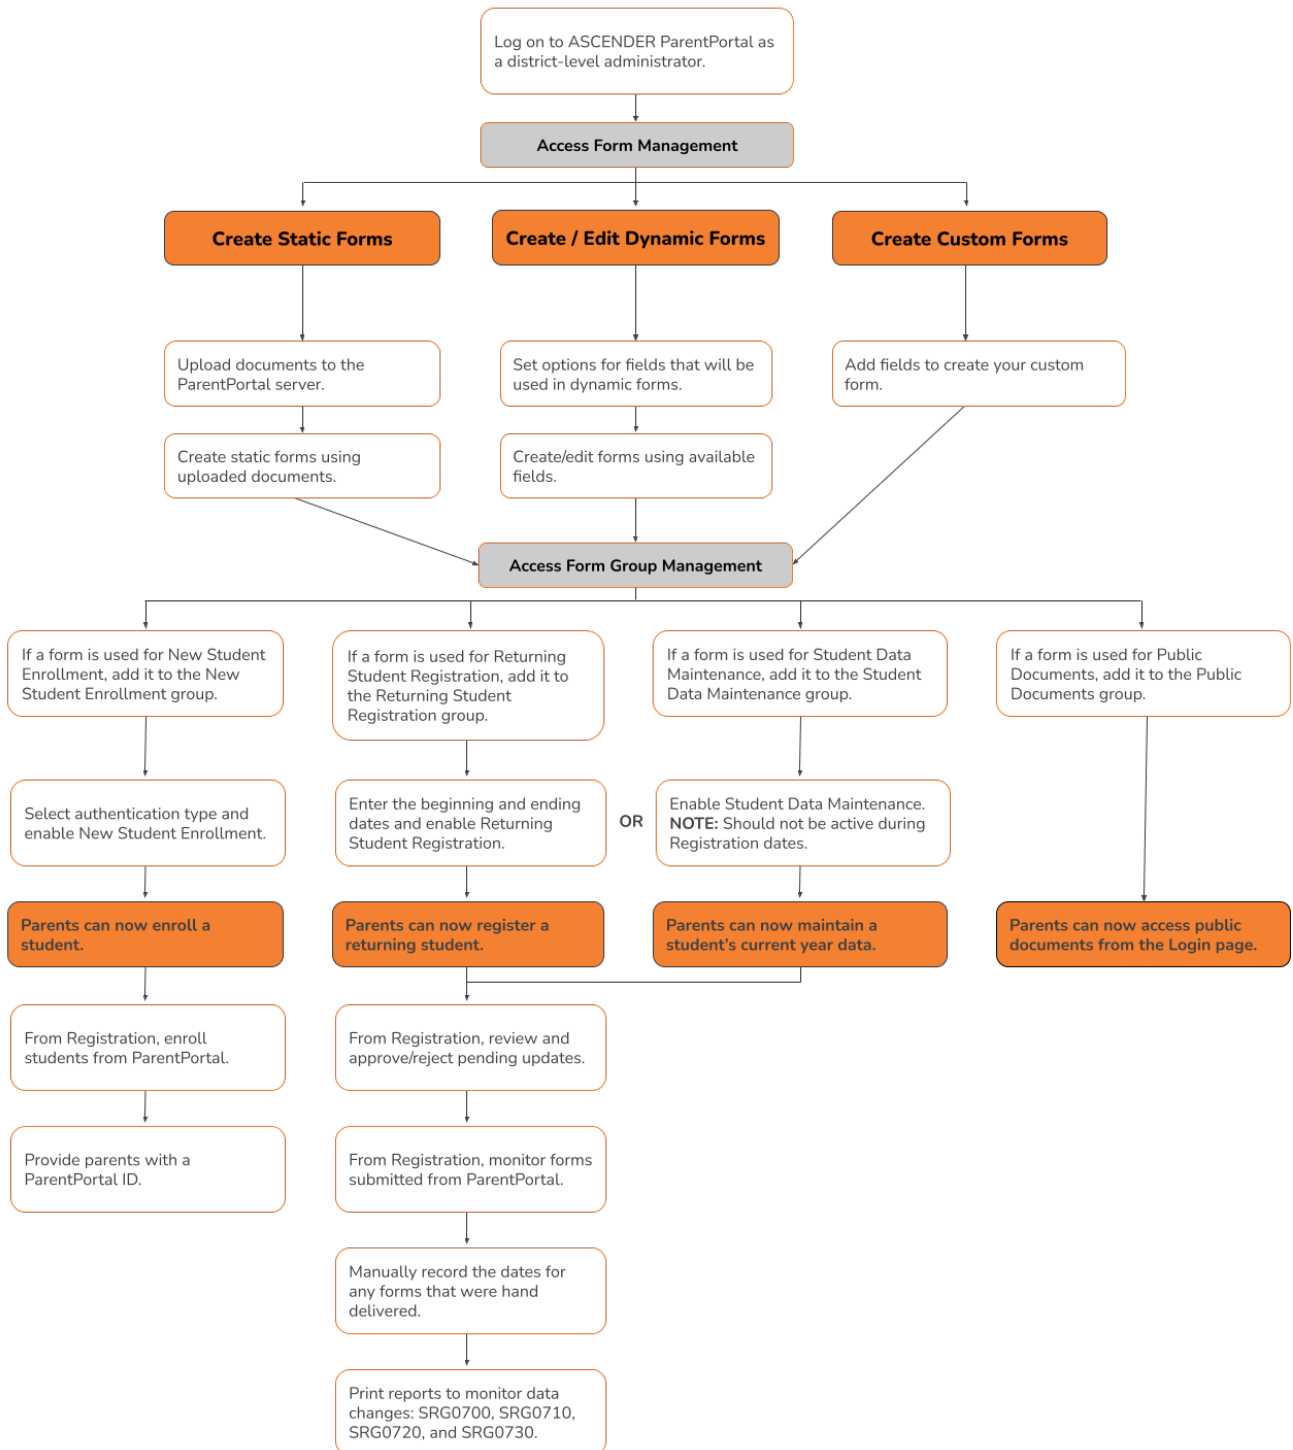 Log on to ASCENDER ParentPortal as
a district-level administrator.
Access Form Management
Create Static Forms
Create / Edit Dynamic Forms
Create Custom Forms
Upload documents to the
ParentPortal server.
Set options for fields that will be
used in dynamic forms.
Add fields to create your custom
form.
Create static forms using
uploaded documents.
Create/edit forms using available
fields.
Access Form Group Management
If a form is used for New Student
Enrollment, add it to the New
Student Enrollment group.
If a form is used for Returning
Student Registration, add it to
the Returning Student
Registration group.
If a form is used for Student Data
Maintenance, add it to the Student
Data Maintenance group.
If a form is used for Public
Documents, add it to the Public
Documents group.
Select authentication type and
enable New Student Enrollment.
Enter the beginning and ending
dates and enable Returning
Student Registration.
OR
Enable Student Data Maintenance.
NOTE: Should not be active during
Registration dates.
Parents can now enroll a
student.
Parents can now register a
returning student.
Parents can now maintain a
student's current year data.
Parents can now access public
documents from the Login page.
From Registration, enroll
students from ParentPortal.
From Registration, review and
approve/reject pending updates.
Provide parents with a
ParentPortal ID.
From Registration, monitor forms
submitted from ParentPortal.
Manually record the dates for
any forms that were hand
delivered.
Print reports to monitor data
changes: SRG0700, SRG0710,
SRG0720, and SRG0730.